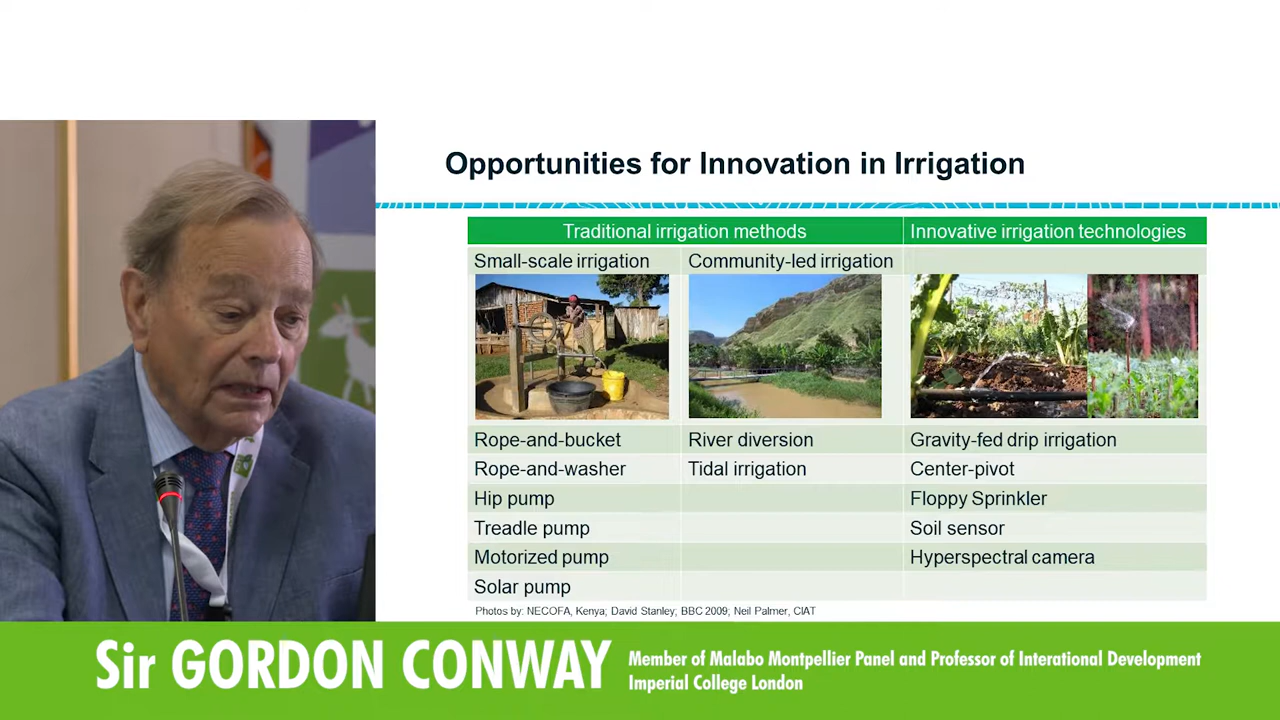 Opportunities for Innovation in Irrigation
Traditional irrigation methods
Innovative irrigation technologies
Small-scale irrigation
Community-led irrigation
Rope-and-bucket
River diversion
Gravity-fed drip irrigation
Rope-and-washer
Tidal irrigation
Center-pivot
Hip pump
Floppy Sprinkler
Treadle pump
Soil sensor
Motorized pump
Hyperspectral camera
Solar pump
Photos by: NECOFA, Kenya; David Stanley; BBC 2009; Neil Palmer, CIAT
Sir GORDON CONWAY
Member of Malabo Montpellier Panel and Professor of Interational Development
Imperial College London